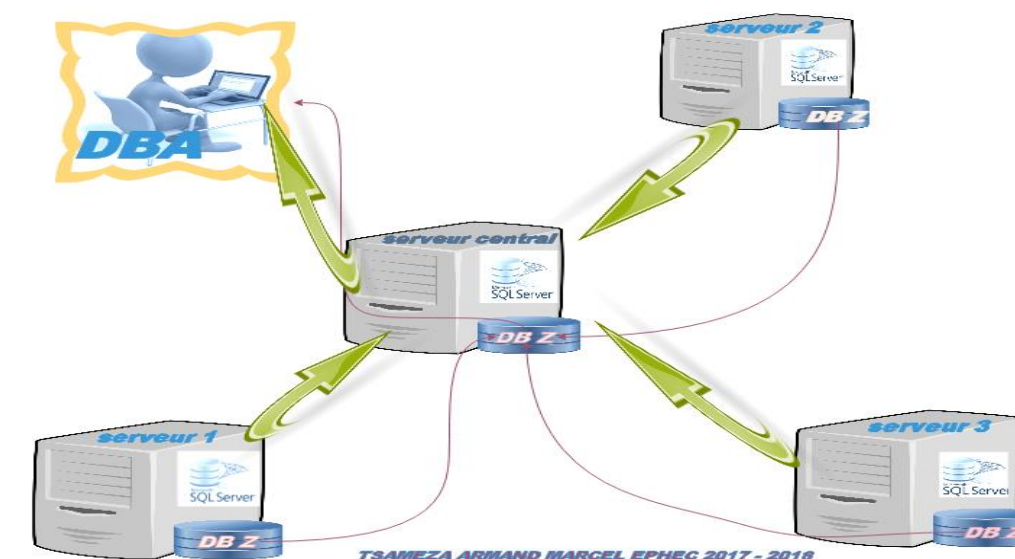 serveur 2
SQL Server
DB Z
DBA
serveur central
SQL Server
DB Z
serveur 1
SQL Server
DB Z
serveur 3
SQL Server
DB Z
TSAMEZA ARMAND MARCEL EPHEC 2017 - 2018